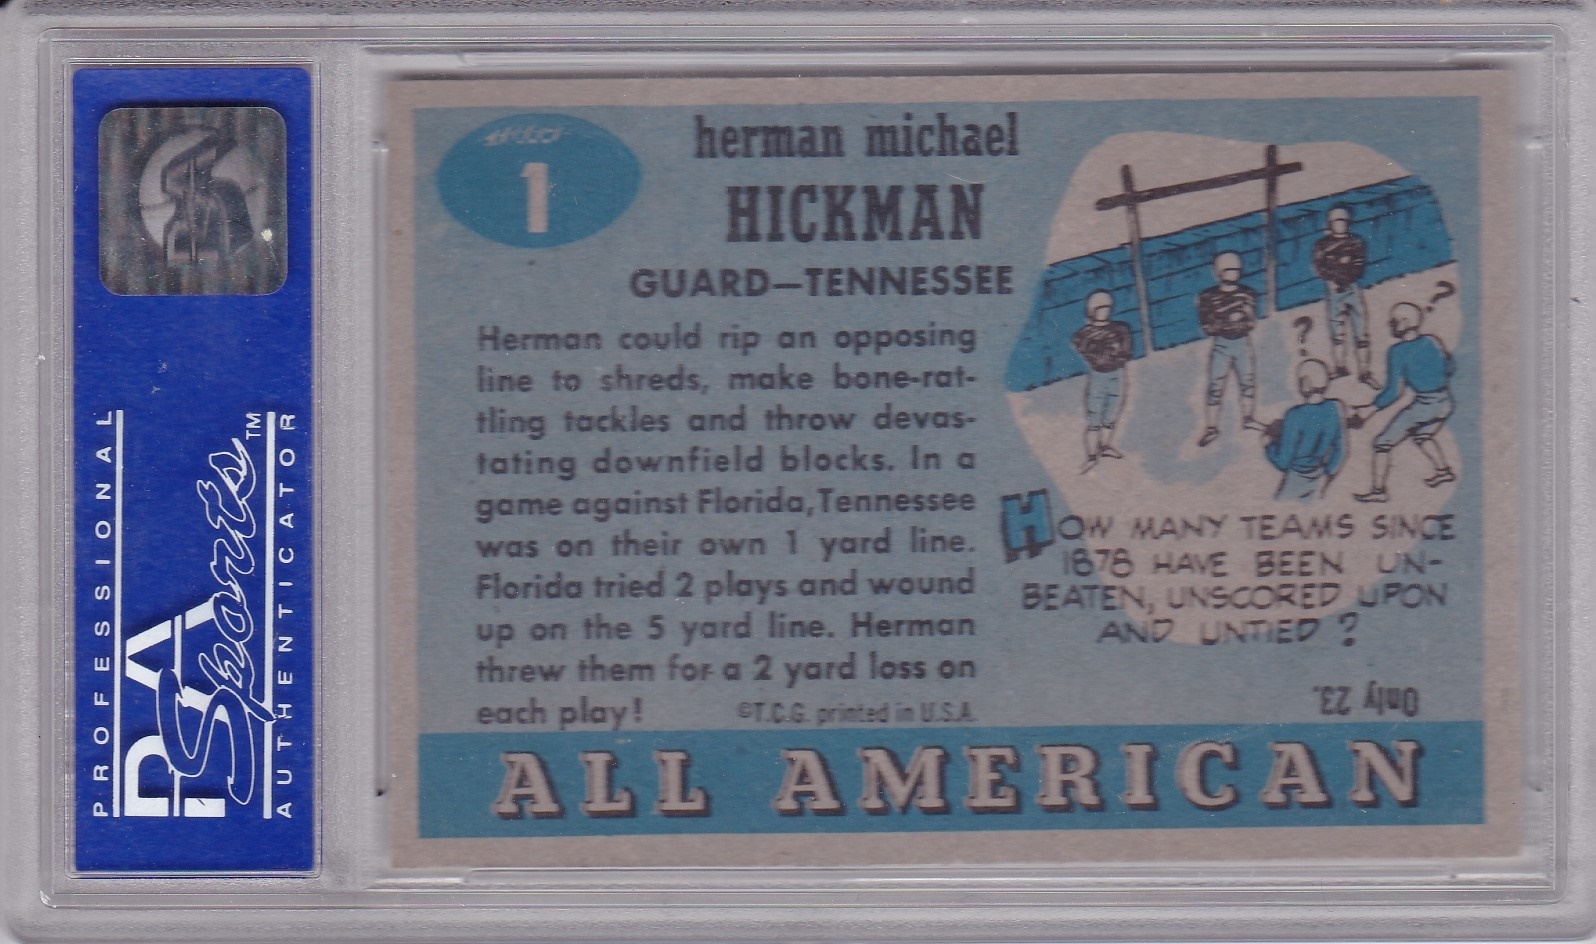 PROFESSIONAL
PSA
Sports
TM
AUTHENTICATOR
1
herman michael
HICKMAN
GUARD—TENNESSEE
Herman could rip an opposing
line to shreds, make bone-rat-
tling tackles and throw devas-
tating downfield blocks. In a
game against Florida, Tennessee
was on their own 1 yard line.
Florida tried 2 plays and wound
up on the 5 yard line. Herman
threw them for a 2 yard loss on
each play!
©T.C.G. printed in U.S.A.
?
?
HOW MANY TEAMS SINCE
1878 HAVE BEEN UN-
BEATEN, UNSCORED UPON
AND UNTIED?
Only 23.
ALL AMERICAN